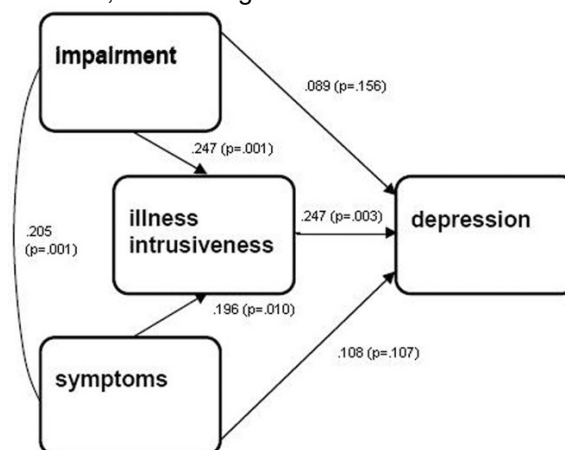 impairment
.089 (p=.156)
.247 (p=.001)
illness
intrusiveness
.247 (p=.003)
depression
.205
(p=.001)
.196 (p=.010)
symptoms
.108 (p=.107)